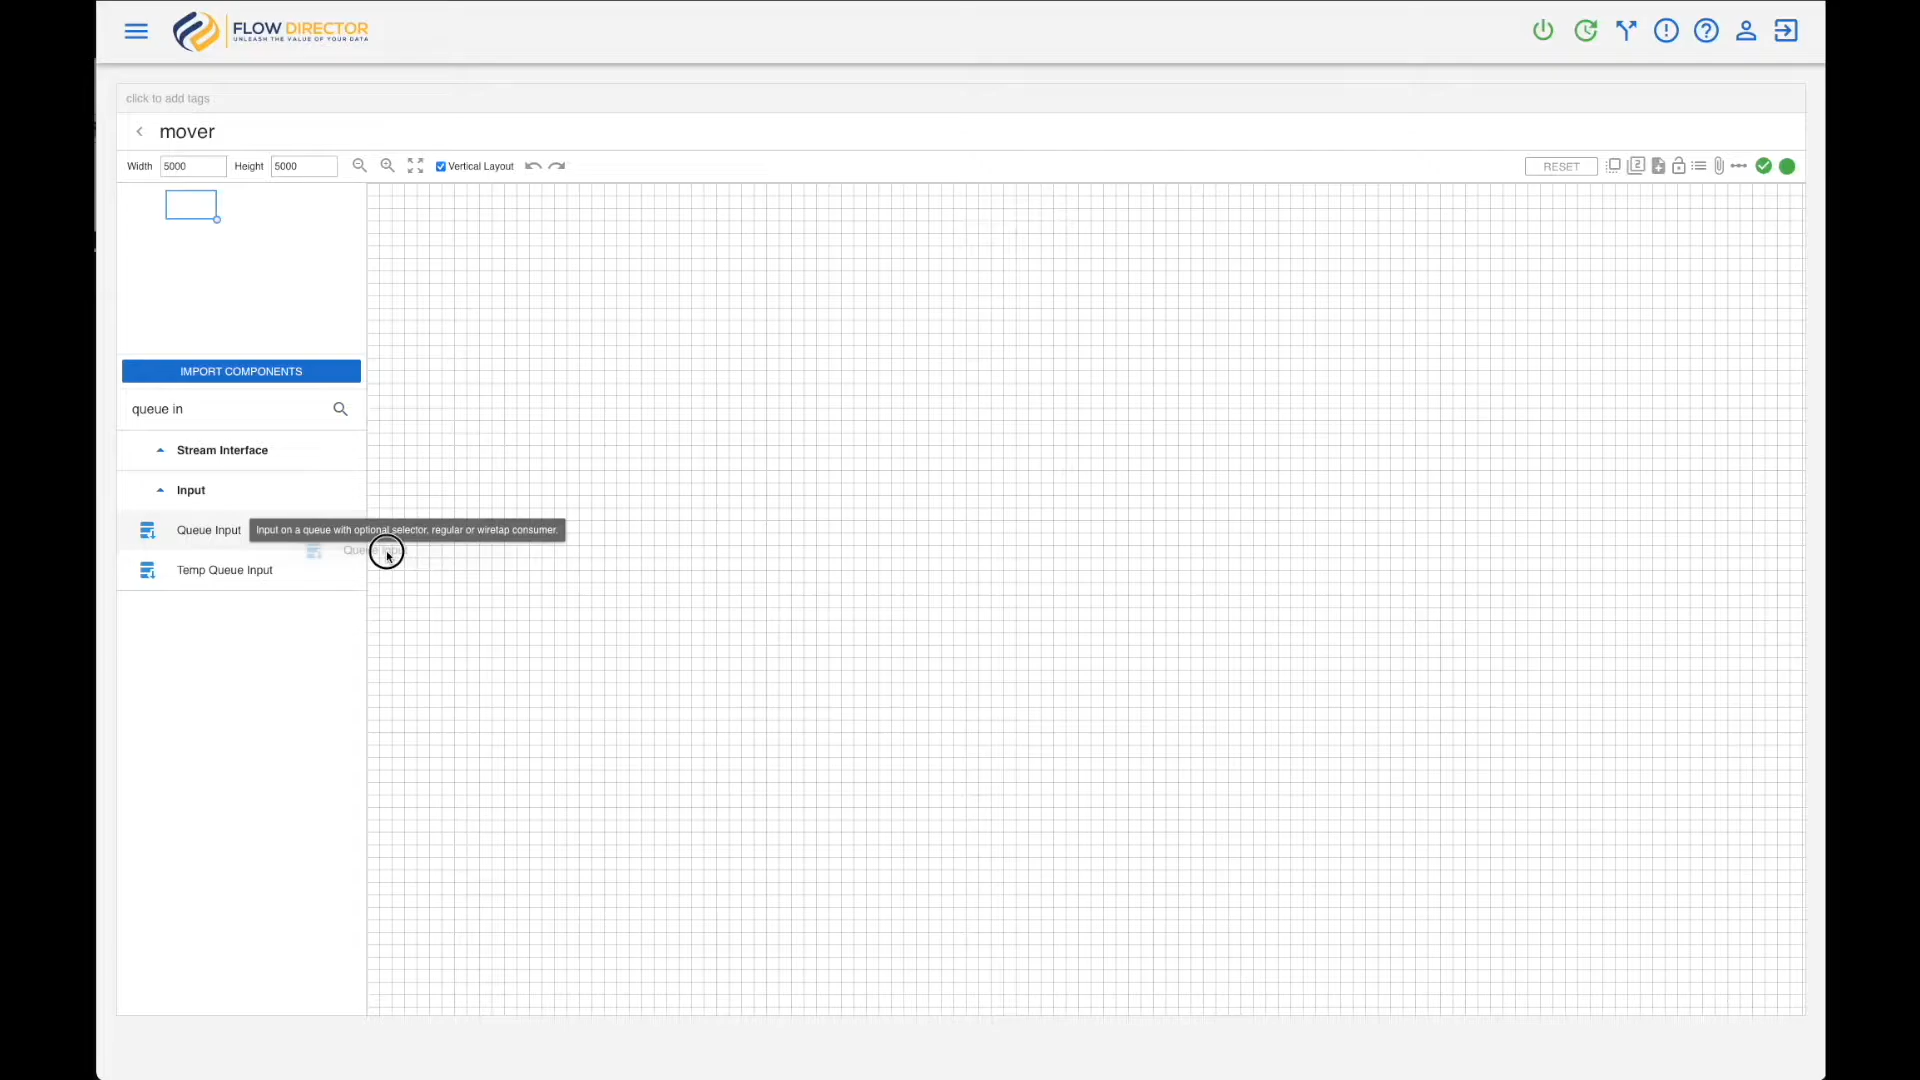 FLOW DIRECTOR
UNLEASH THE VALUE OF YOUR DATA
click to add tags
mover
Width 5000 Height 5000 Vertical Layout RESET
IMPORT COMPONENTS
queue in
Stream Interface
Input
Queue Input Input on a queue with optional selector, regular or wiretap consumer.
Queue Input
Temp Queue Input